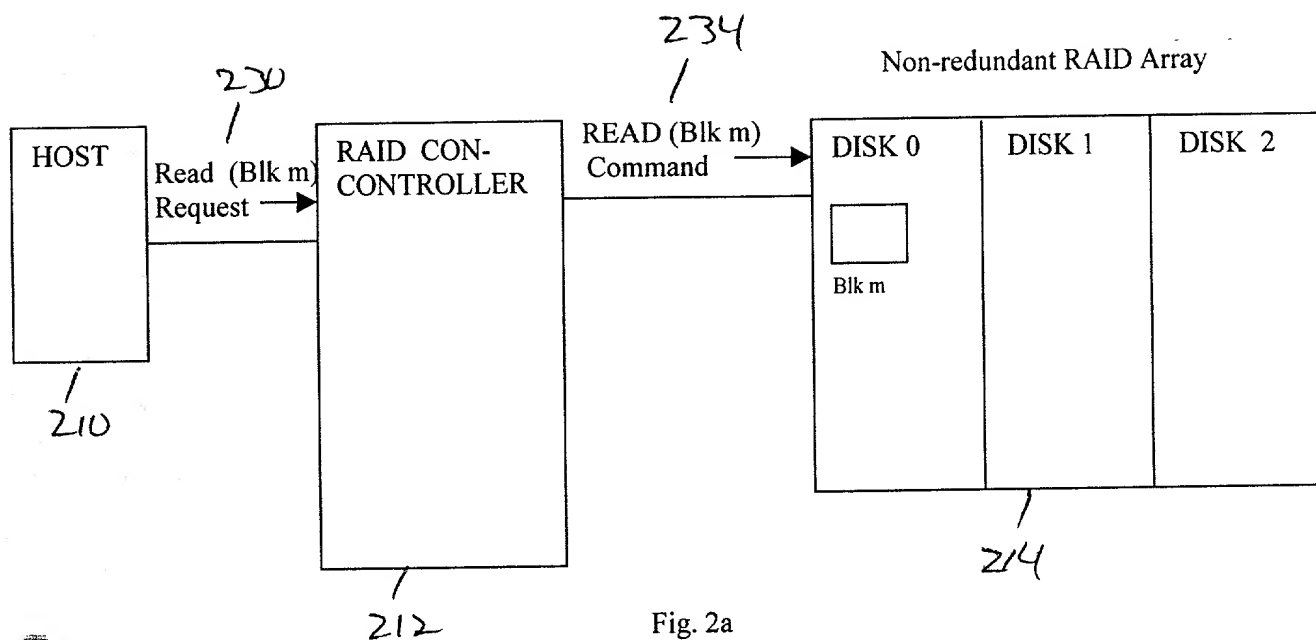 234
Non-redundant RAID Array
230
HOST
Read (Blk m)
Request
RAID CON-
CONTROLLER
READ (Blk m)
Command
DISK 0
DISK 1
DISK 2
Blk m
210
214
212
Fig. 2a